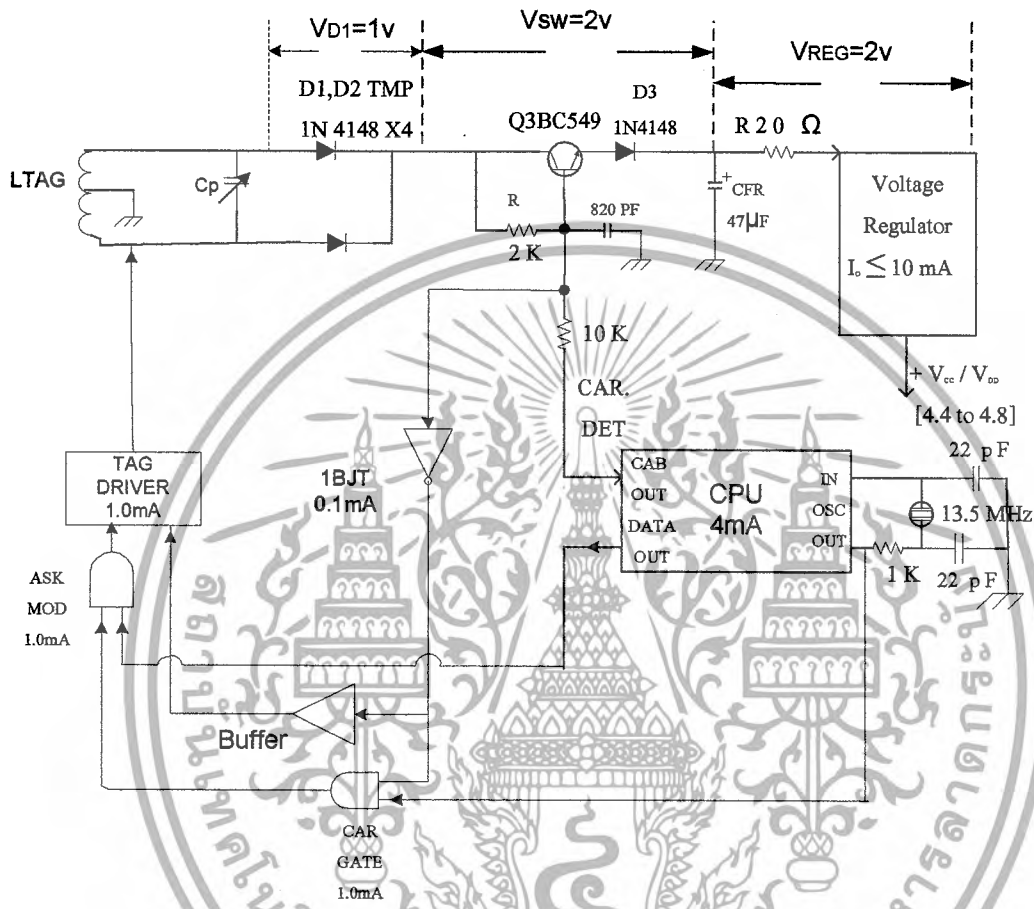 VD1=1v
Vsw=2v
VREG=2v
D1,D2 TMP
1N 4148 X4
Q3BC549
D3
1N4148
R 2 0 Ω
LTAG
Cp
R
2 K
820 PF
+
CFR
47µF
Voltage
Regulator
Io ≤ 10 mA
+ Vcc / VDD
[4.4 to 4.8]
10 K
CAR.
DET
1BJT
0.1mA
TAG
DRIVER
1.0mA
CAB
OUT
DATA
OUT
CPU
4mA
IN
OSC
OUT
22 pF
13.5 MHz
1 K
22 pF
ASK
MOD
1.0mA
Buffer
CAR
GATE
1.0mA